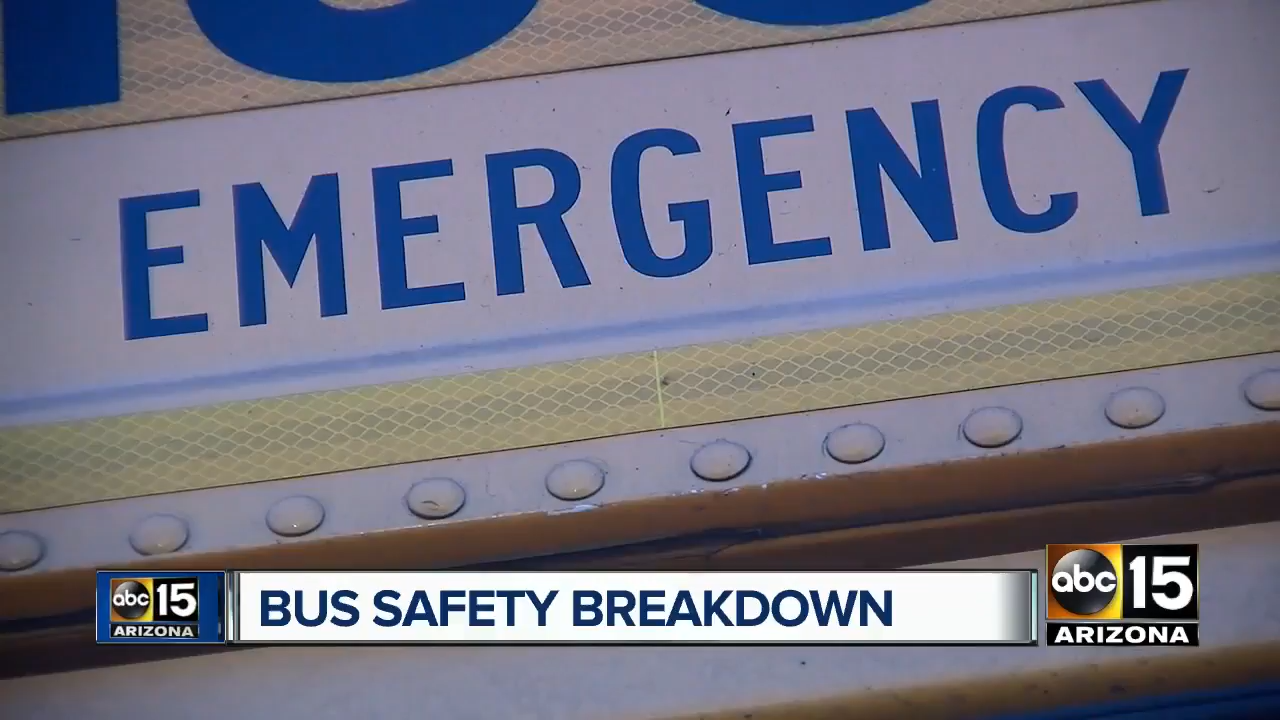 EMERGENCY
abc 15
ARIZONA
BUS SAFETY BREAKDOWN
abc 15
ARIZONA